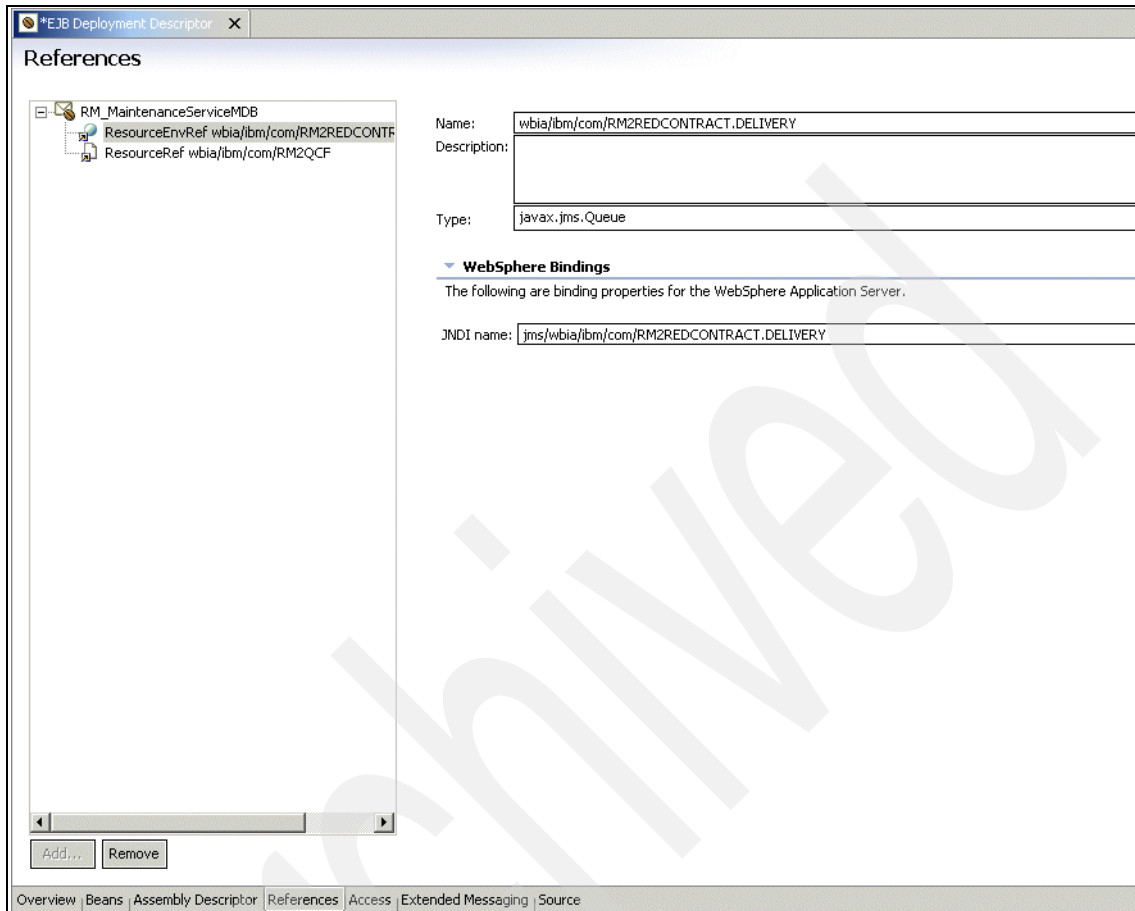 *EJB Deployment Descriptor X
References
RM_MaintenanceServiceMDB
ResourceEnvRef wbia/ibm/com/RM2REDCONTR
ResourceRef wbia/ibm/com/RM2QCF
Name: wbia/ibm/com/RM2REDCONTRACT.DELIVERY
Description:
Type: javax.jms.Queue
WebSphere Bindings
The following are binding properties for the WebSphere Application Server.
JNDI name: jms/wbia/ibm/com/RM2REDCONTRACT.DELIVERY
Add... Remove
Overview Beans Assembly Descriptor References Access Extended Messaging Source
chived